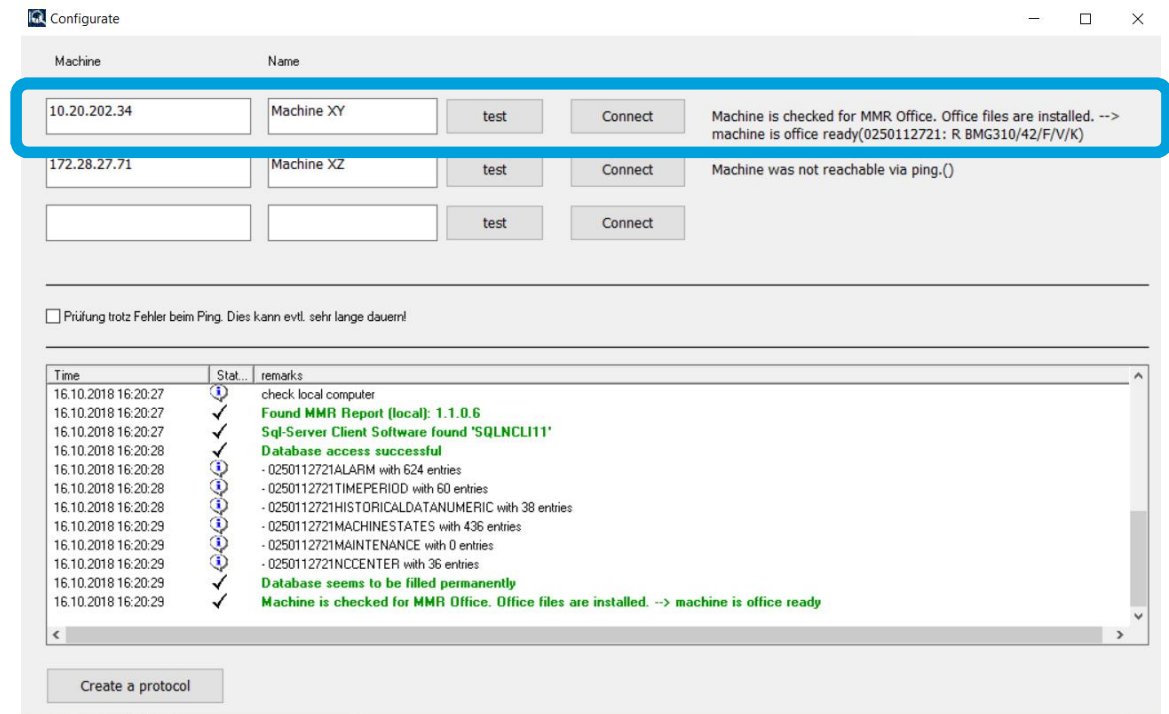 Configurate
Machine Name
10.20.202.34 Machine XY test Connect Machine is checked for MMR Office. Office files are installed. -->
machine is office ready(0250112721: R BMG310/42/F/V/K)
172.28.27.71 Machine XZ test Connect Machine was not reachable via ping.()
test Connect
Prüfung trotz Fehler beim Ping. Dies kann evtl. sehr lange dauern!
Time Stat... remarks
16.10.2018 16:20:27 check local computer
16.10.2018 16:20:27 Found MMR Report (local): 1.1.0.6
16.10.2018 16:20:27 Sql-Server Client Software found 'SQLNCLI11'
16.10.2018 16:20:28 Database access successful
16.10.2018 16:20:28 - 0250112721ALARM with 624 entries
16.10.2018 16:20:28 - 0250112721TIMEPERIOD with 60 entries
16.10.2018 16:20:28 - 0250112721HISTORICALDATANUMERIC with 38 entries
16.10.2018 16:20:29 - 0250112721MACHINESTATES with 436 entries
16.10.2018 16:20:29 - 0250112721MAINTENANCE with 0 entries
16.10.2018 16:20:29 - 0250112721NCCENTER with 36 entries
16.10.2018 16:20:29 Database seems to be filled permanently
16.10.2018 16:20:29 Machine is checked for MMR Office. Office files are installed. --> machine is office ready
Create a protocol